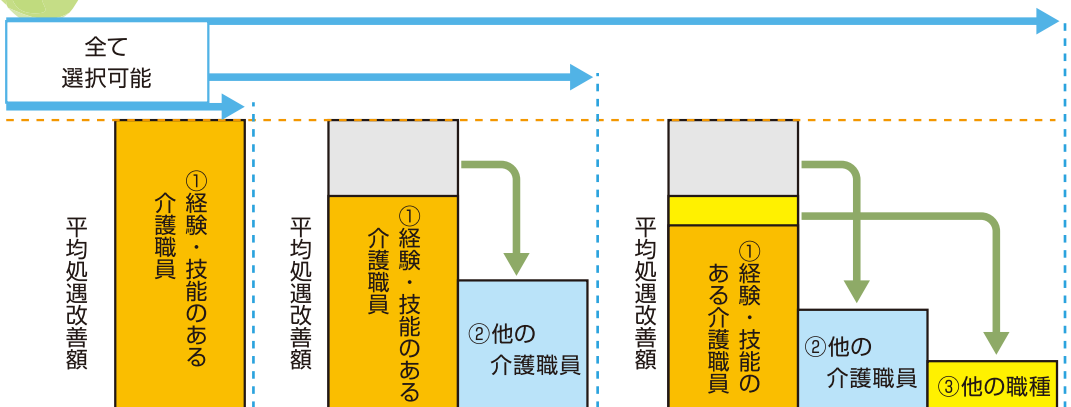 全て
選択可能
平均処遇改善額
①経験・技能のある
介護職員
平均処遇改善額
①経験・技能のある
介護職員
②他の
介護職員
平均処遇改善額
①経験・技能の
ある介護職員
②他の
介護職員
③他の職種